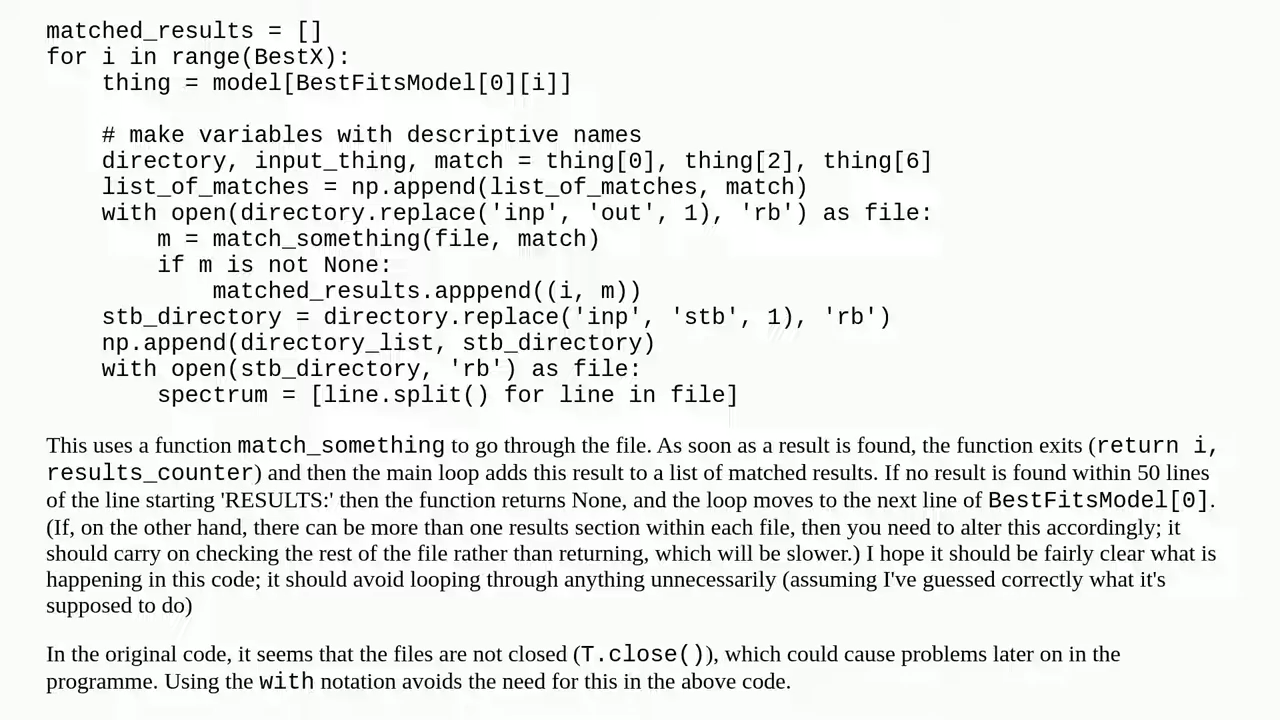 matched_results = []
for i in range(BestX):
    thing = model[BestFitsModel[0][i]]

    # make variables with descriptive names
    directory, input_thing, match = thing[0], thing[2], thing[6]
    list_of_matches = np.append(list_of_matches, match)
    with open(directory.replace('inp', 'out', 1), 'rb') as file:
        m = match_something(file, match)
        if m is not None:
            matched_results.apppend((i, m))
    stb_directory = directory.replace('inp', 'stb', 1), 'rb')
    np.append(directory_list, stb_directory)
    with open(stb_directory, 'rb') as file:
        spectrum = [line.split() for line in file]

This uses a function match_something to go through the file. As soon as a result is found, the function exits (return i,
results_counter) and then the main loop adds this result to a list of matched results. If no result is found within 50 lines
of the line starting 'RESULTS:' then the function returns None, and the loop moves to the next line of BestFitsModel[0].
(If, on the other hand, there can be more than one results section within each file, then you need to alter this accordingly; it
should carry on checking the rest of the file rather than returning, which will be slower.) I hope it should be fairly clear what is
happening in this code; it should avoid looping through anything unnecessarily (assuming I've guessed correctly what it's
supposed to do)

In the original code, it seems that the files are not closed (T.close()), which could cause problems later on in the
programme. Using the with notation avoids the need for this in the above code.